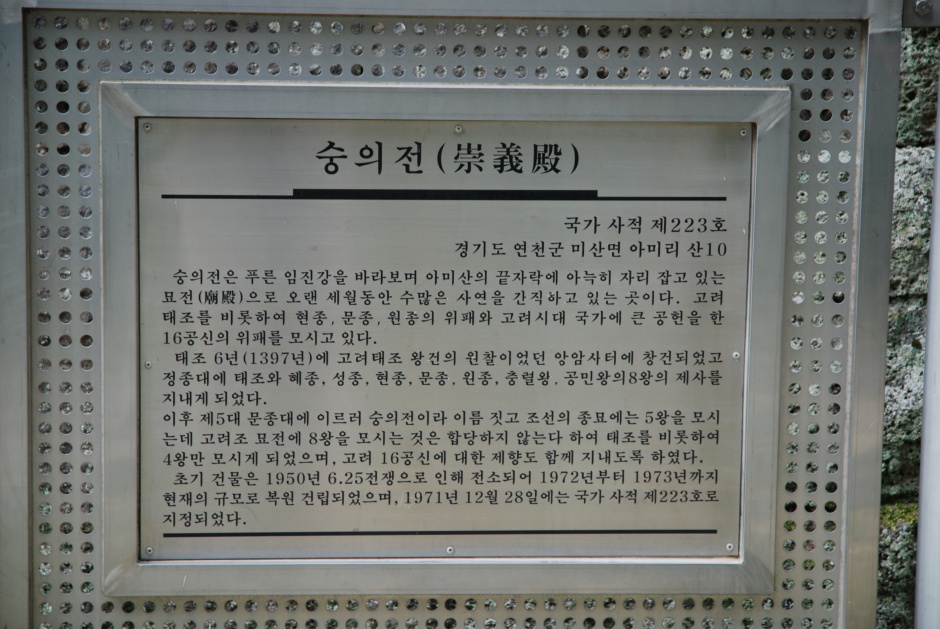 숭의전(崇義殿)
국가 사적 제223호
경기도 연천군 미산면 아미리 산10
숭의전은 푸른 임진강을 바라보며 아미산의 끝자락에 아늑히 자리 잡고 있는
묘전(廟殿)으로 오랜 세월동안 수많은 사연을 간직하고 있는 곳이다. 고려
태조를 비롯하여 현종, 문종, 원종의 위패와 고려시대 국가에 큰 공헌을 한
16공신의 위패를 모시고 있다.
태조 6년(1397년)에 고려태조 왕건의 원찰이었던 앙암사터에 창건되었고
정종대에 태조와 혜종, 성종, 현종, 문종, 원종, 충렬왕, 공민왕의8왕의 제사를
지내게 되었다.
이후 제5대 문종대에 이르러 숭의전이라 이름 짓고 조선의 종묘에는 5왕을 모시
는데 고려조 묘전에 8왕을 모시는 것은 합당하지 않는다 하여 태조를 비롯하여
4왕만 모시게 되었으며, 고려 16공신에 대한 제향도 함께 지내도록 하였다.
초기 건물은 1950년 6.25전쟁으로 인해 전소되어 1972년부터 1973년까지
현재의 규모로 복원 건립되었으며, 1971년 12월 28일에는 국가 사적 제223호로
지정되었다.